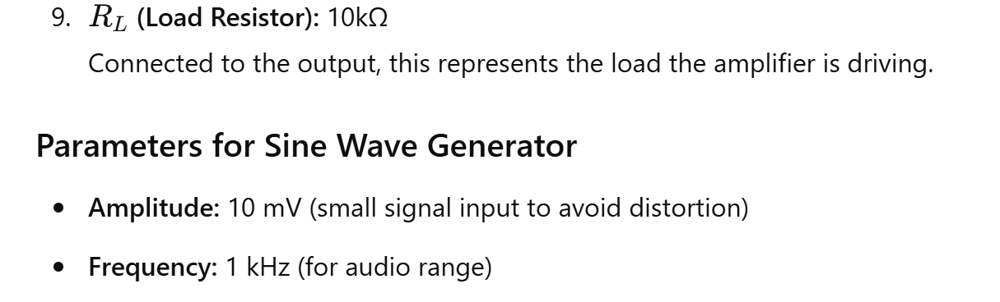 9. R_L (Load Resistor): 10kΩ
Connected to the output, this represents the load the amplifier is driving.
Parameters for Sine Wave Generator
• Amplitude: 10 mV (small signal input to avoid distortion)
• Frequency: 1 kHz (for audio range)